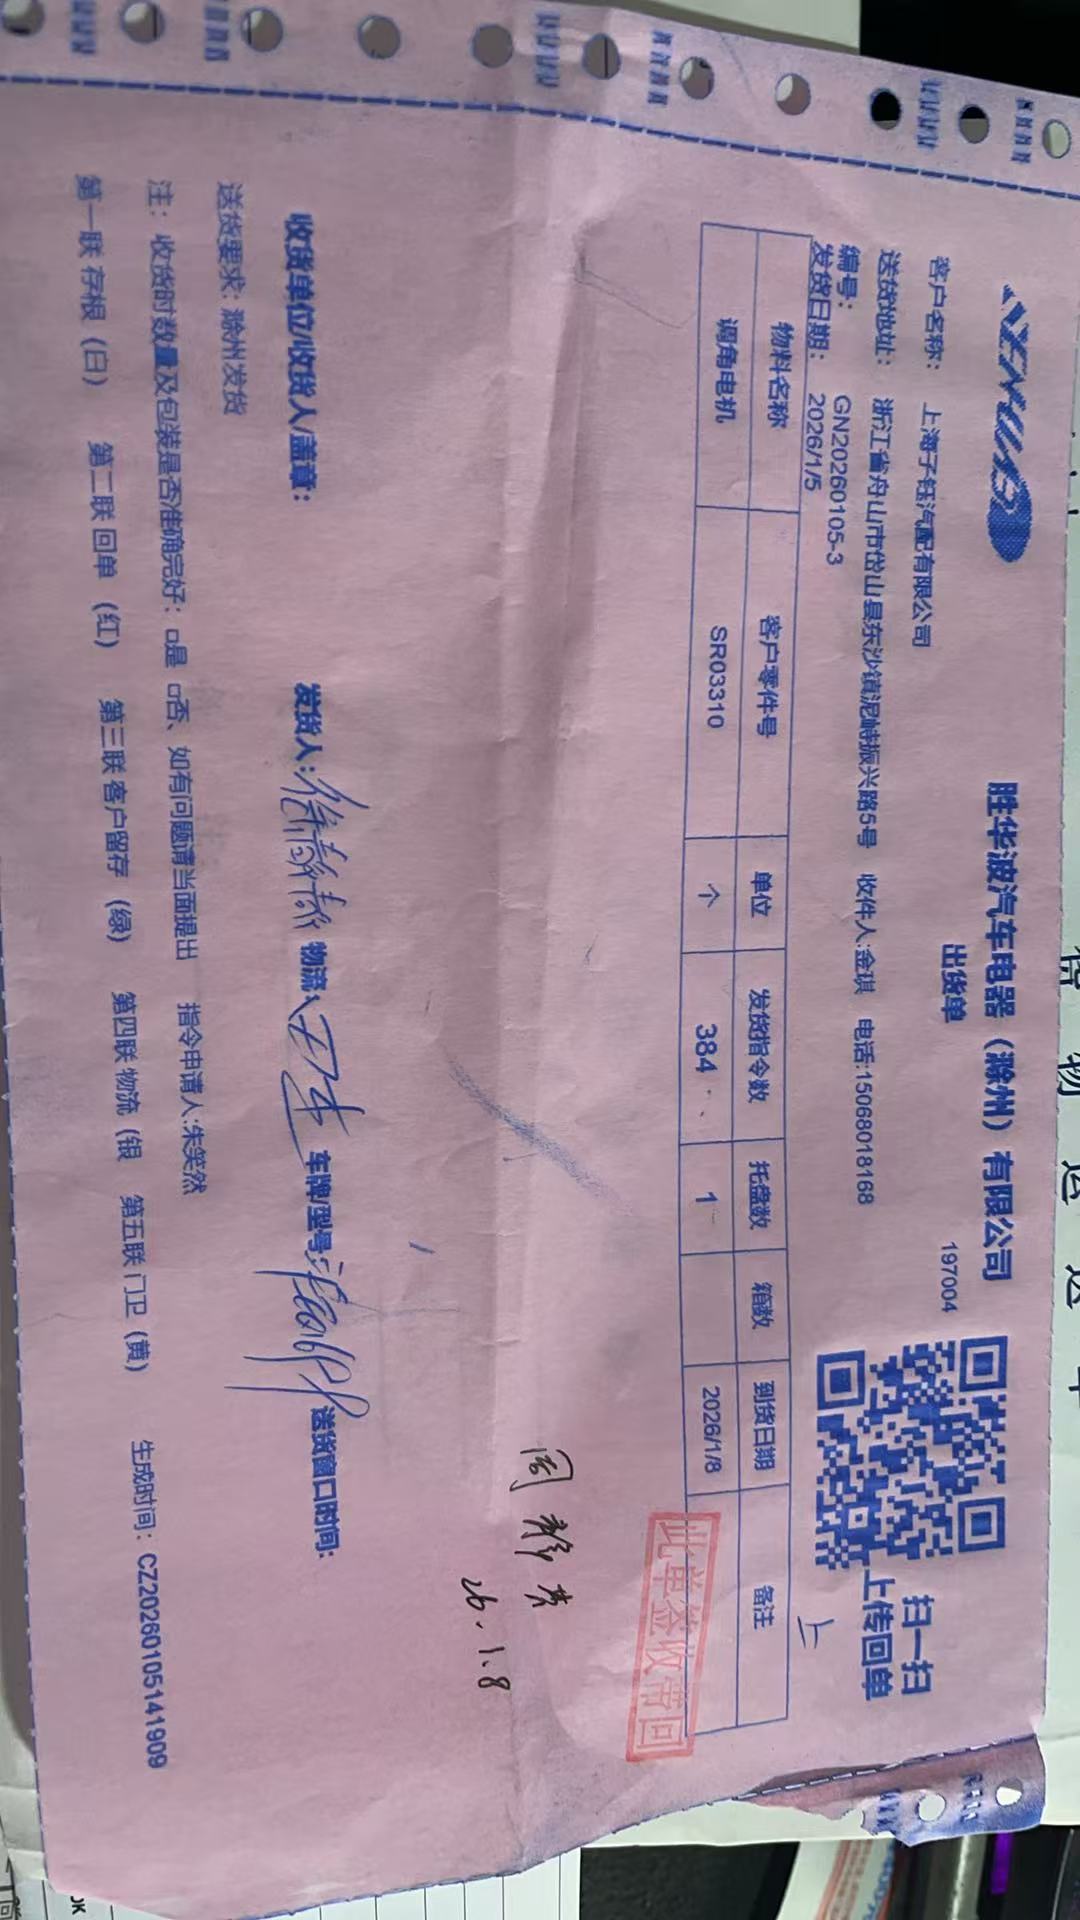 胜华波汽车电器（滁州）有限公司
出货单
197004
扫一扫
上传回单
客户名称： 上海子钰汽配有限公司
送货地址： 浙江省舟山市岱山县东沙镇泥峙振兴路5号 收件人:金琪 电话:15068018168
编号： GN20260105-3
发货日期： 2026/1/5
上
物料名称 客户零件号 单位 发货指令数 托盘数 箱数 到货日期 备注
调角电机 SR03310 个 384 1 2026/1/8
此单签收带回
周
26.1.8
收货单位/收货人/盖章： 发货人： 物流 车牌/型号: 送货窗口时间:
送货要求：滁州发货
注：收货时数量及包装是否准确完好：□是 □否、如有问题请当面提出 指令申请人:朱笑然
第一联 存根（白） 第二联 回单（红） 第三联 客户留存（绿） 第四联 物流（银 第五联 门卫（黄） 生成时间：CZ20260105141909